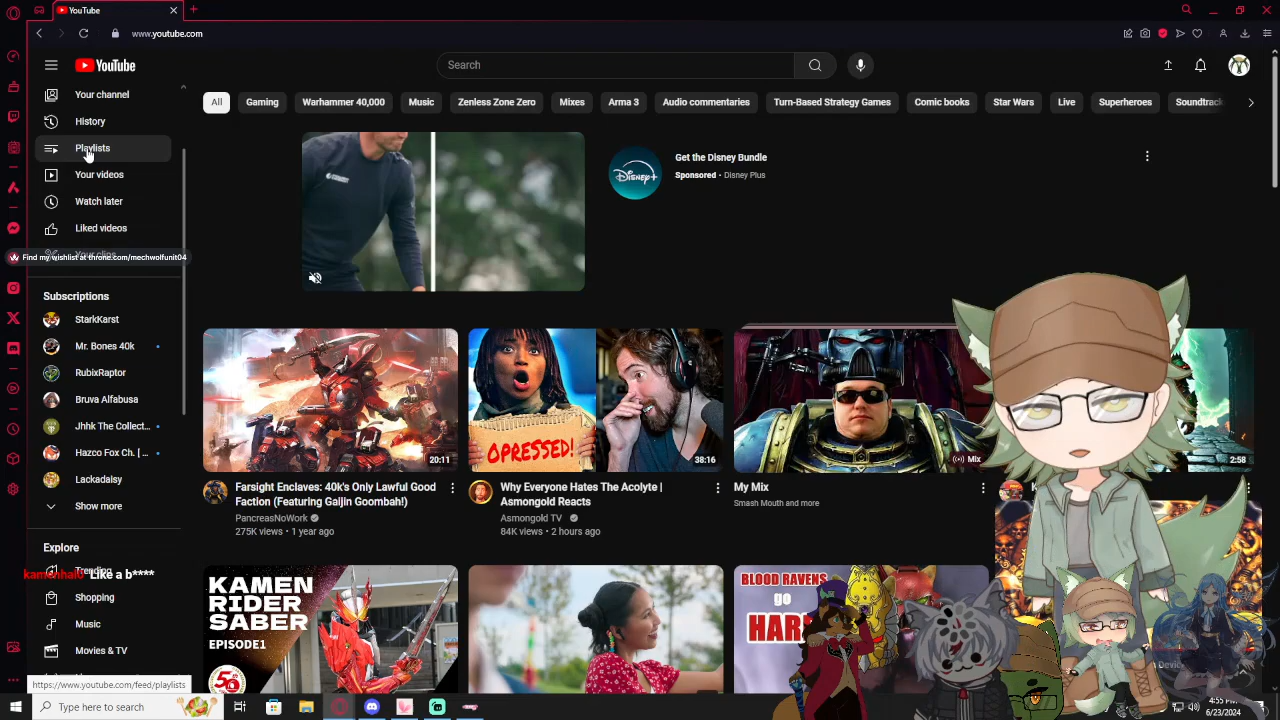 YouTube
www.youtube.com
YouTube
Search
Your channel
History
Playlists
Your videos
Watch later
Liked videos
Find my wishlist at throne.com/mechwolfunit04
Subscriptions
StarkKarst
Mr. Bones 40k
RubixRaptor
Bruva Alfabusa
Jhhk The Collect...
Hazco Fox Ch. | ...
Lackadaisy
Show more
Explore
Trending
kamenhalo Like a b****
Shopping
Music
Movies & TV
https://www.youtube.com/feed/playlists
All
Gaming
Warhammer 40,000
Music
Zenless Zone Zero
Mixes
Arma 3
Audio commentaries
Turn-Based Strategy Games
Comic books
Star Wars
Live
Superheroes
Disney+
Get the Disney Bundle
Sponsored • Disney Plus
20:11
Farsight Enclaves: 40k's Only Lawful Good
Faction (Featuring Gaijin Goombah!)
PancreasNoWork
275K views • 1 year ago
OPRESSED!
38:16
Why Everyone Hates The Acolyte |
Asmongold Reacts
Asmongold TV
84K views • 2 hours ago
Mix
My Mix
Smash Mouth and more
2:58
KAMEN
RIDER
SABER
EPISODE1
50th
BLOOD RAVENS
go
Type here to search
4:55 PM
6/23/2024